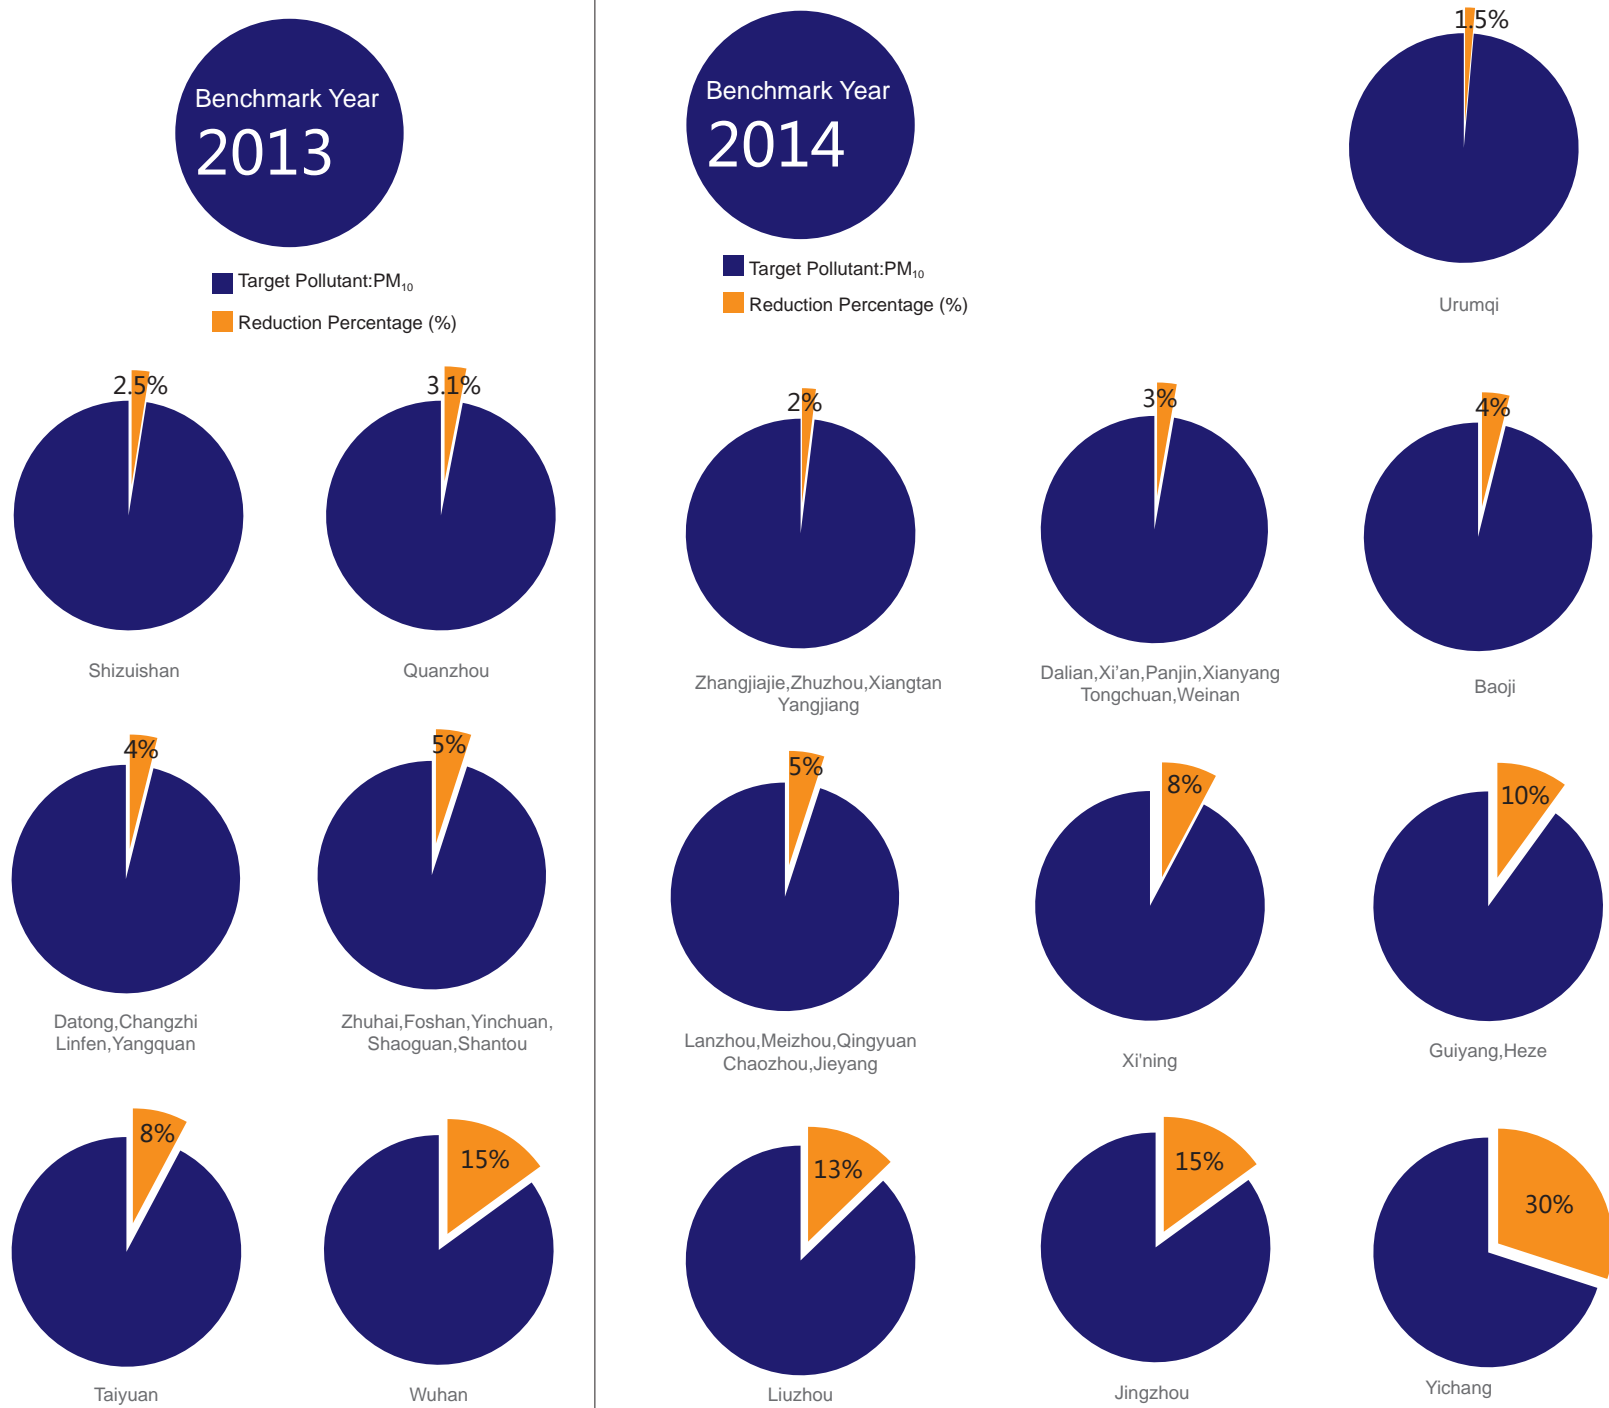 Benchmark Year
2013
Target Pollutant:PM₁₀
Reduction Percentage (%)
2.5%
Shizuishan
3.1%
Quanzhou
4%
Datong,Changzhi
Linfen,Yangquan
5%
Zhuhai,Foshan,Yinchuan,
Shaoguan,Shantou
8%
Taiyuan
15%
Wuhan
Benchmark Year
2014
Target Pollutant:PM₁₀
Reduction Percentage (%)
1.5%
Urumqi
2%
Zhangjiajie,Zhuzhou,Xiangtan
Yangjiang
3%
Dalian,Xi’an,Panjin,Xianyang
Tongchuan,Weinan
4%
Baoji
5%
Lanzhou,Meizhou,Qingyuan
Chaozhou,Jieyang
8%
Xi'ning
10%
Guiyang,Heze
13%
Liuzhou
15%
Jingzhou
30%
Yichang